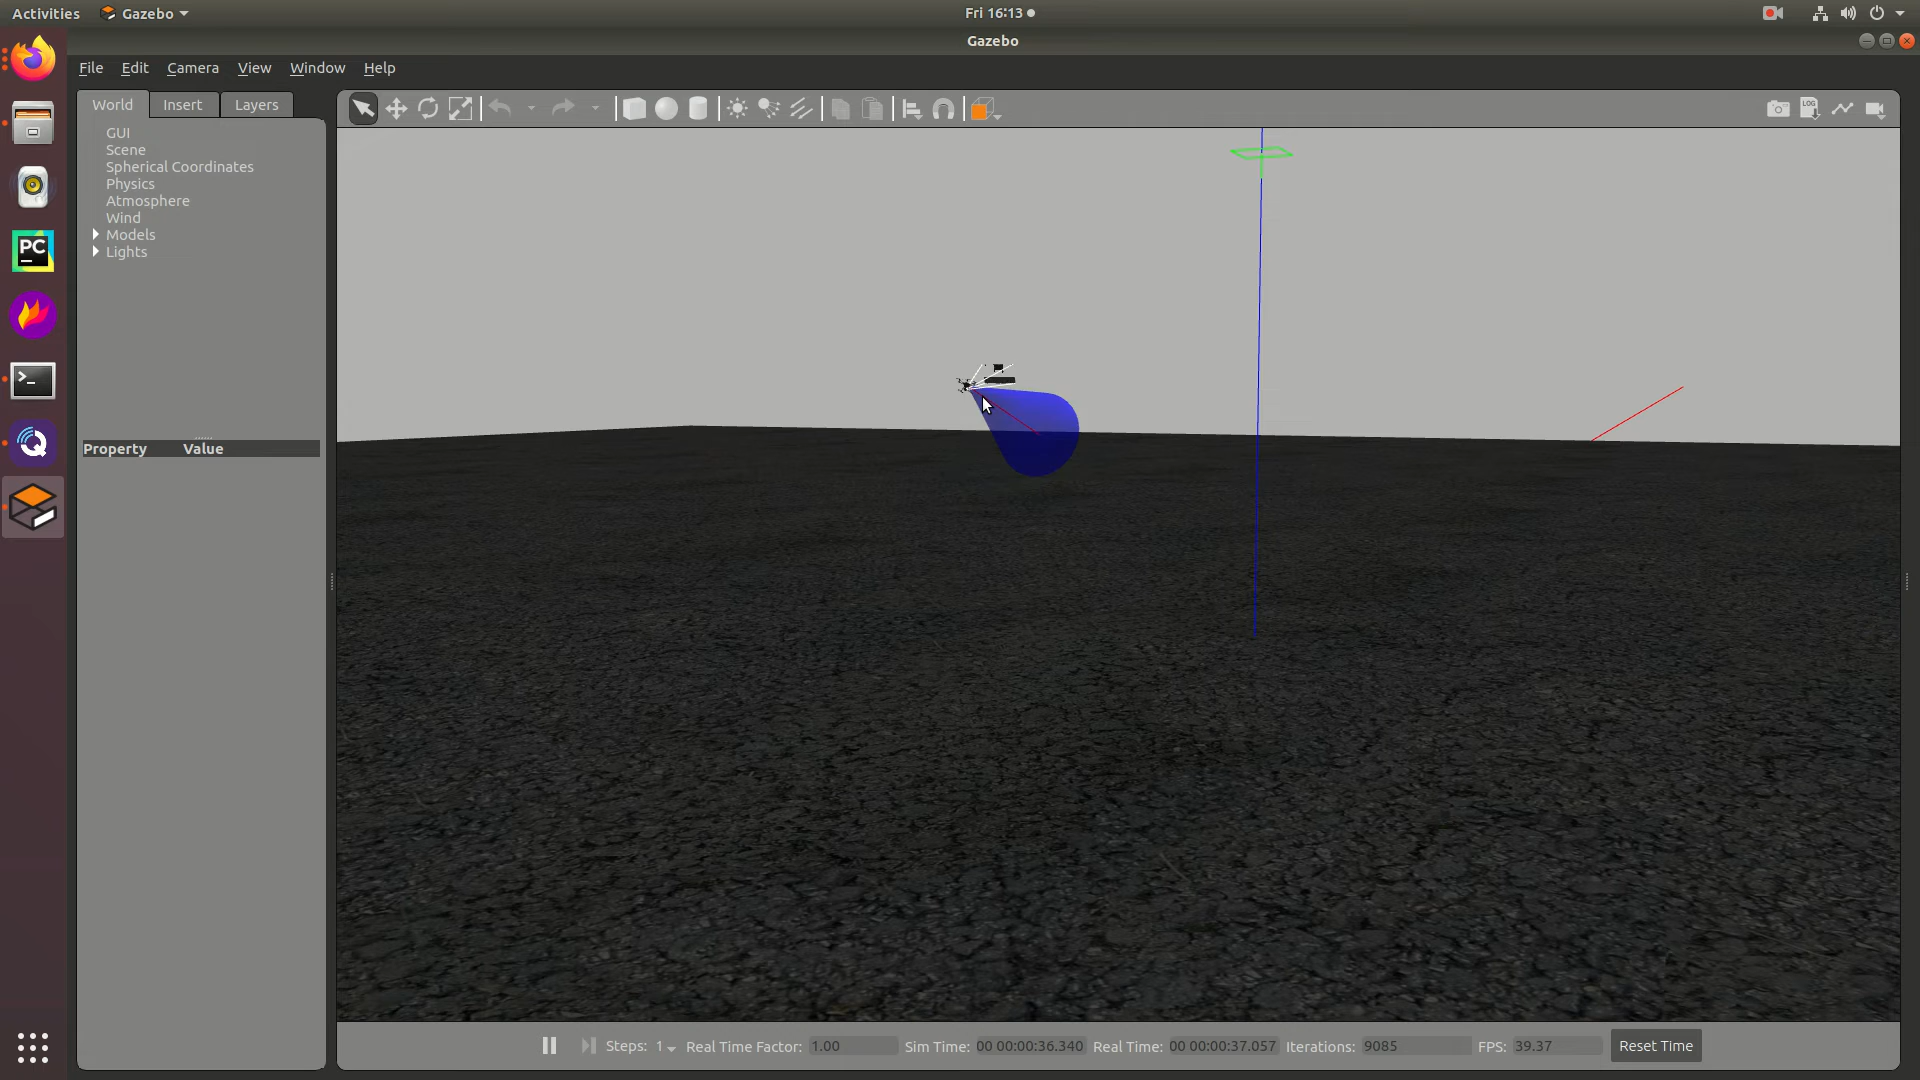 Activities Gazebo Fri 16:13
Gazebo
File Edit Camera View Window Help
World Insert Layers
GUI
Scene
Spherical Coordinates
Physics
Atmosphere
Wind
Models
Lights
LOG
PC
Property Value
Steps: 1 Real Time Factor: 1.00 Sim Time: 00 00:00:36.340 Real Time: 00 00:00:37.057 Iterations: 9085 FPS: 39.37 Reset Time